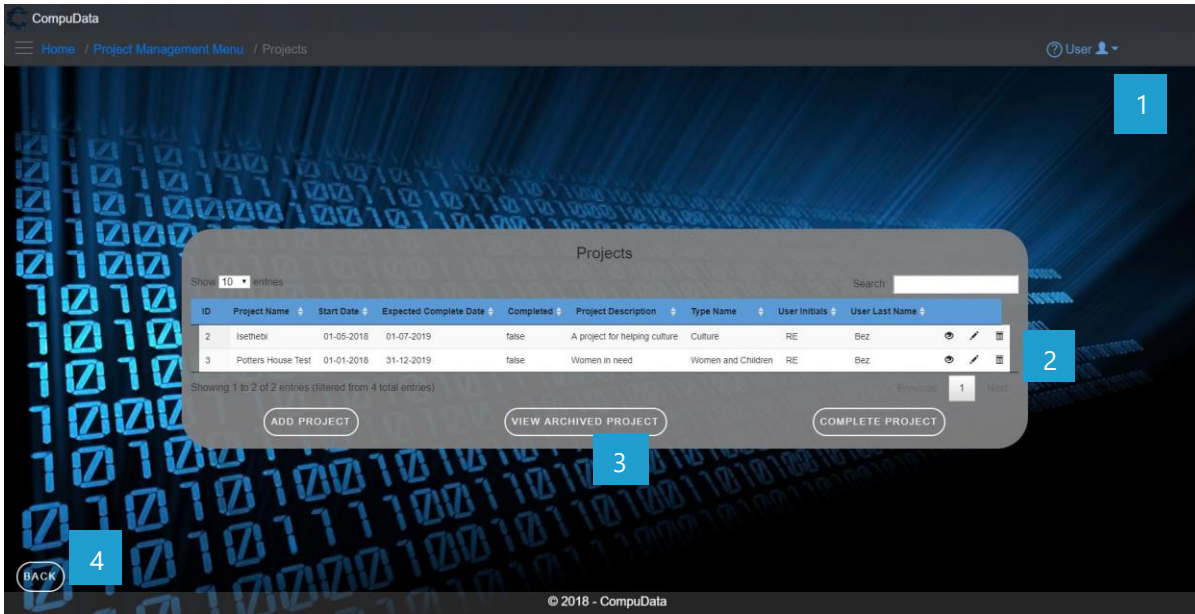 CompuData
Home / Project Management Menu / Projects
User
1
Projects
Show 10 entries
Search:
ID Project Name Start Date Expected Complete Date Completed Project Description Type Name User Initials User Last Name
2 Isethebi 01-05-2018 01-07-2019 false A project for helping culture Culture RE Bez
3 Potters House Test 01-01-2018 31-12-2019 false Women in need Women and Children RE Bez
2
Showing 1 to 2 of 2 entries (filtered from 4 total entries)
Previous 1 Next
ADD PROJECT VIEW ARCHIVED PROJECT COMPLETE PROJECT
3
4
BACK
© 2018 - CompuData